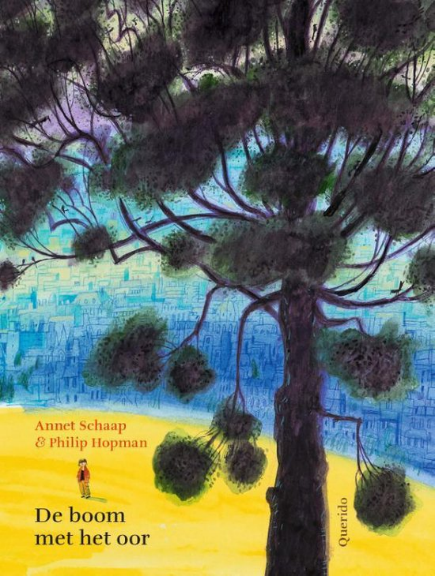 Annet Schaap
& Philip Hopman
De boom
met het oor
Querido